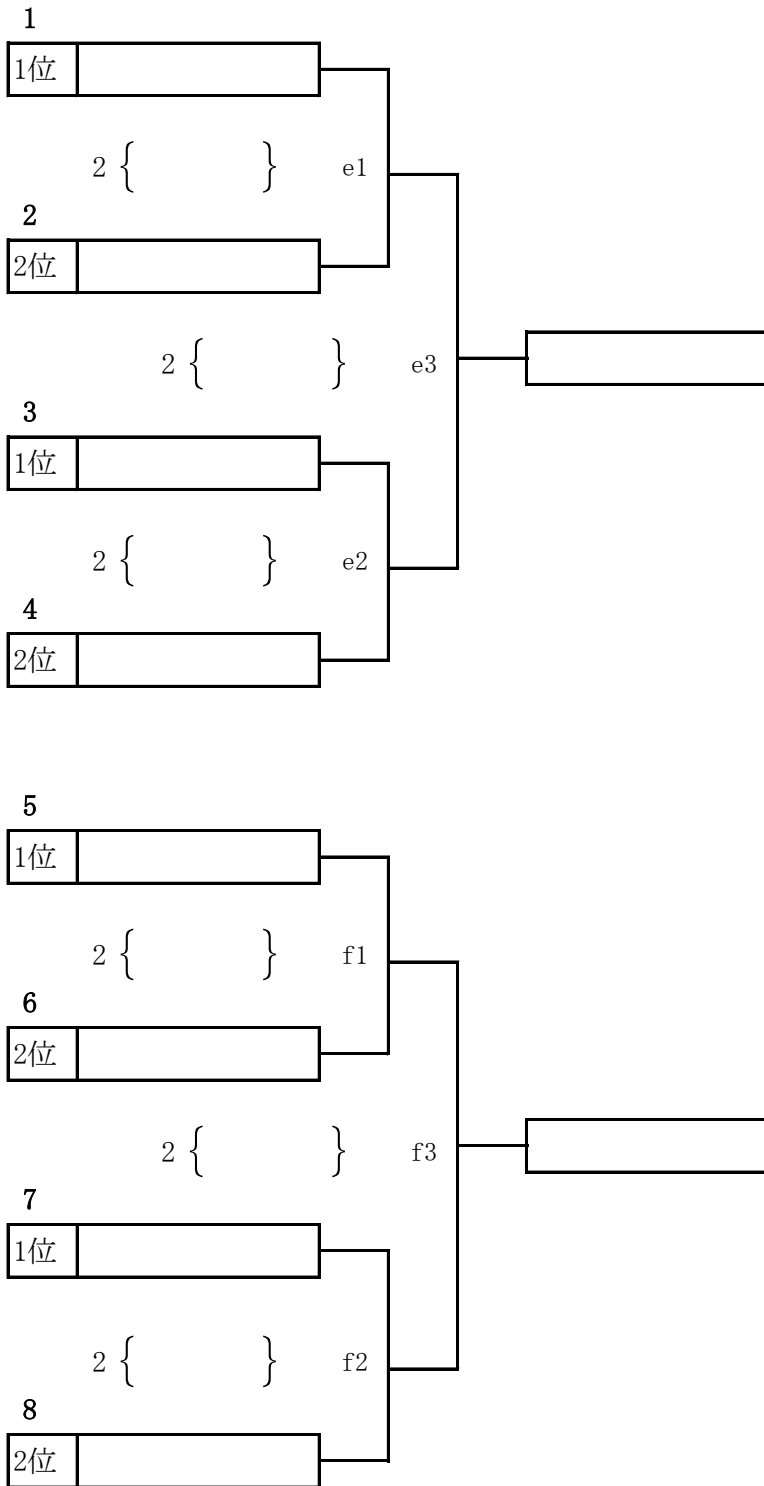 1
1位
2 { } e1
2
2位
2 { } e3
3
1位
2 { } e2
4
2位
5
1位
2 { } f1
6
2位
2 { } f3
7
1位
2 { } f2
8
2位